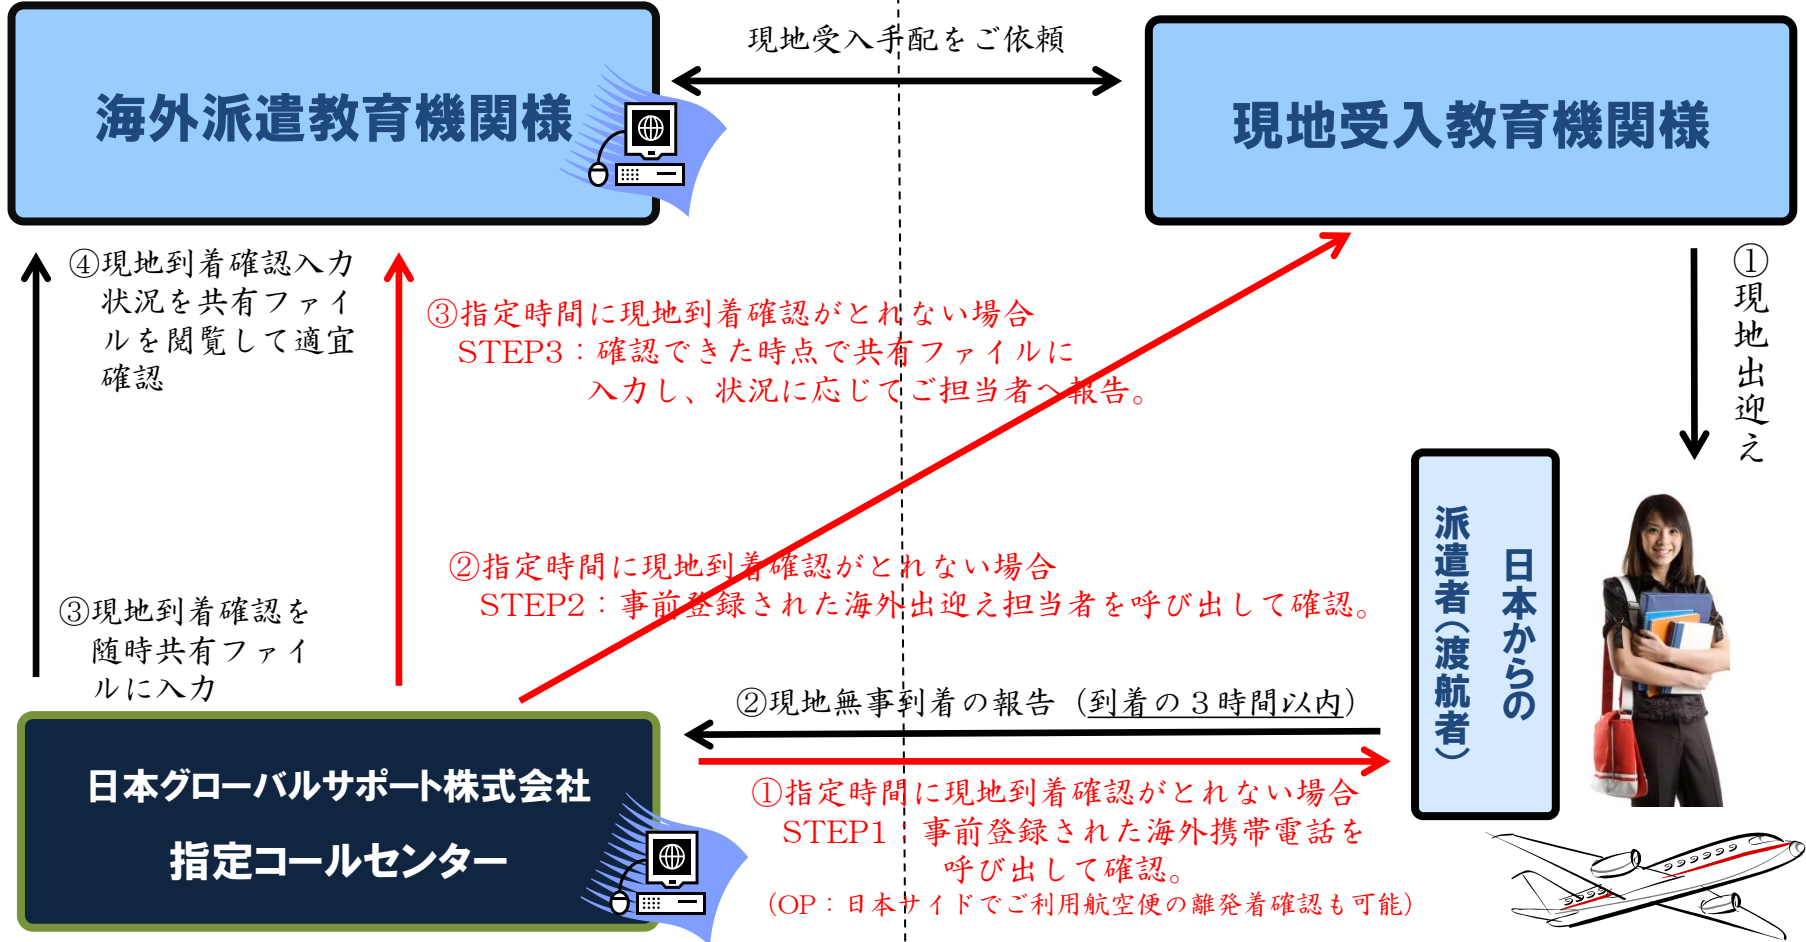 現地受入手配をご依頼
海外派遣教育機関様
現地受入教育機関様
④現地到着確認入力
状況を共有ファイ
ルを閲覧して適宜
確認
③指定時間に現地到着確認がとれない場合
STEP3：確認できた時点で共有ファイルに
入力し、状況に応じてご担当者へ報告。
①現地出迎え
②指定時間に現地到着確認がとれない場合
STEP2：事前登録された海外出迎え担当者を呼び出して確認。
日本からの
派遣者（渡航者）
③現地到着確認を
随時共有ファイ
ルに入力
②現地無事到着の報告（到着の３時間以内）
日本グローバルサポート株式会社
指定コールセンター
①指定時間に現地到着確認がとれない場合
STEP1：事前登録された海外携帯電話を
呼び出して確認。
（OP：日本サイドでご利用航空便の離発着確認も可能）